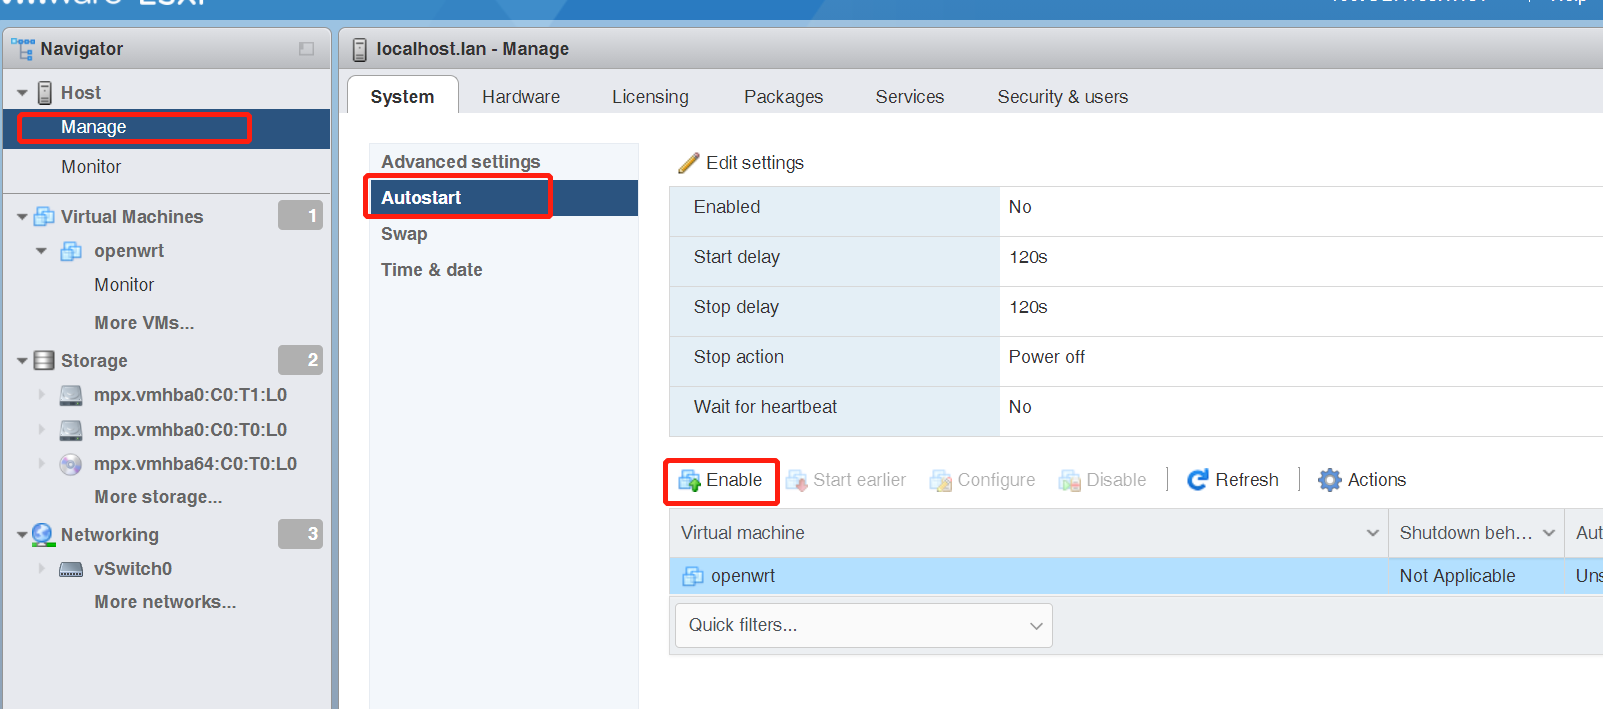 Navigator
Host
Manage
Monitor
Virtual Machines 1
openwrt
Monitor
More VMs...
Storage 2
mpx.vmhba0:C0:T1:L0
mpx.vmhba0:C0:T0:L0
mpx.vmhba64:C0:T0:L0
More storage...
Networking 3
vSwitch0
More networks...
localhost.lan - Manage
System Hardware Licensing Packages Services Security & users
Advanced settings
Autostart
Swap
Time & date
Edit settings
Enabled No
Start delay 120s
Stop delay 120s
Stop action Power off
Wait for heartbeat No
Enable Start earlier Configure Disable Refresh Actions
Virtual machine Shutdown beh... Aut
openwrt Not Applicable Uns
Quick filters...